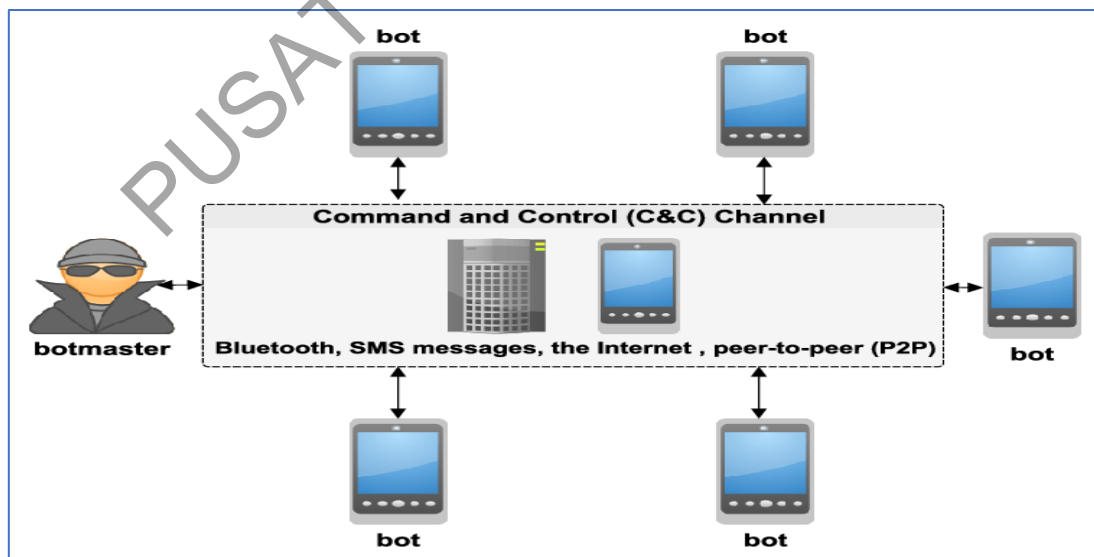 bot
bot
PUSAT
Command and Control (C&C) Channel
botmaster
Bluetooth, SMS messages, the Internet , peer-to-peer (P2P)
bot
bot
bot